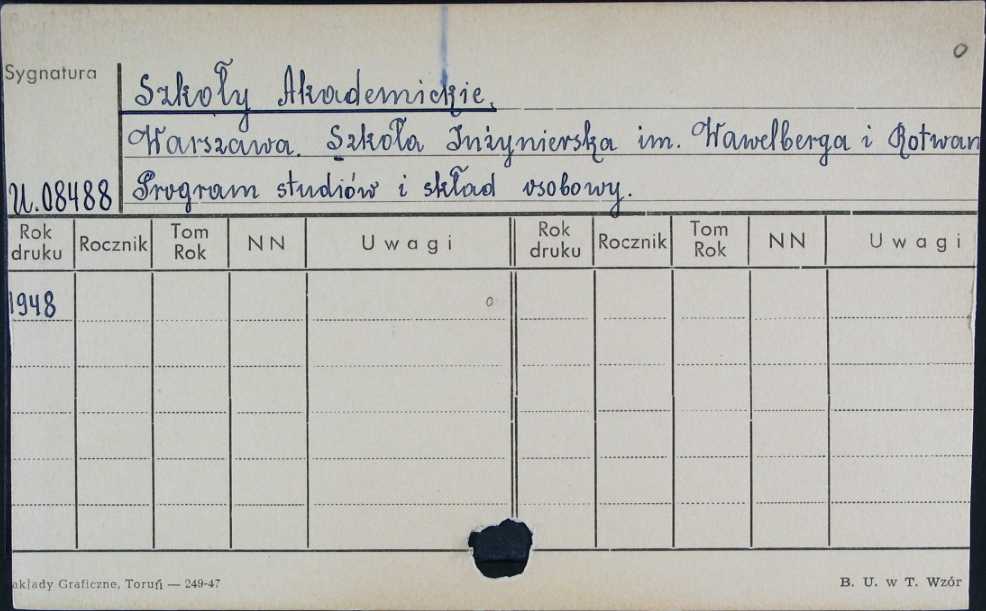 o
Sygnatura
Szkoły Akademickie.
Warszawa. Szkoła Inżynierska im. Wawelberga i Rotwan
U.08488 Program studiów i skład osobowy.
Rok druku Rocznik Tom Rok NN Uwagi Rok druku Rocznik Tom Rok NN Uwagi
1948 o
akłady Graficzne, Toruń — 249-47 B. U. w T. Wzór